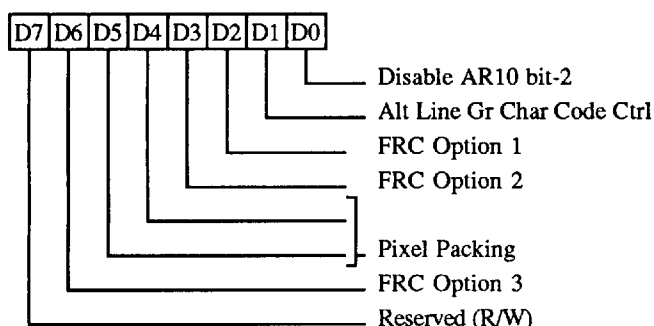 D7 D6 D5 D4 D3 D2 D1 D0
Disable AR10 bit-2
Alt Line Gr Char Code Ctrl
FRC Option 1
FRC Option 2
Pixel Packing
FRC Option 3
Reserved (R/W)